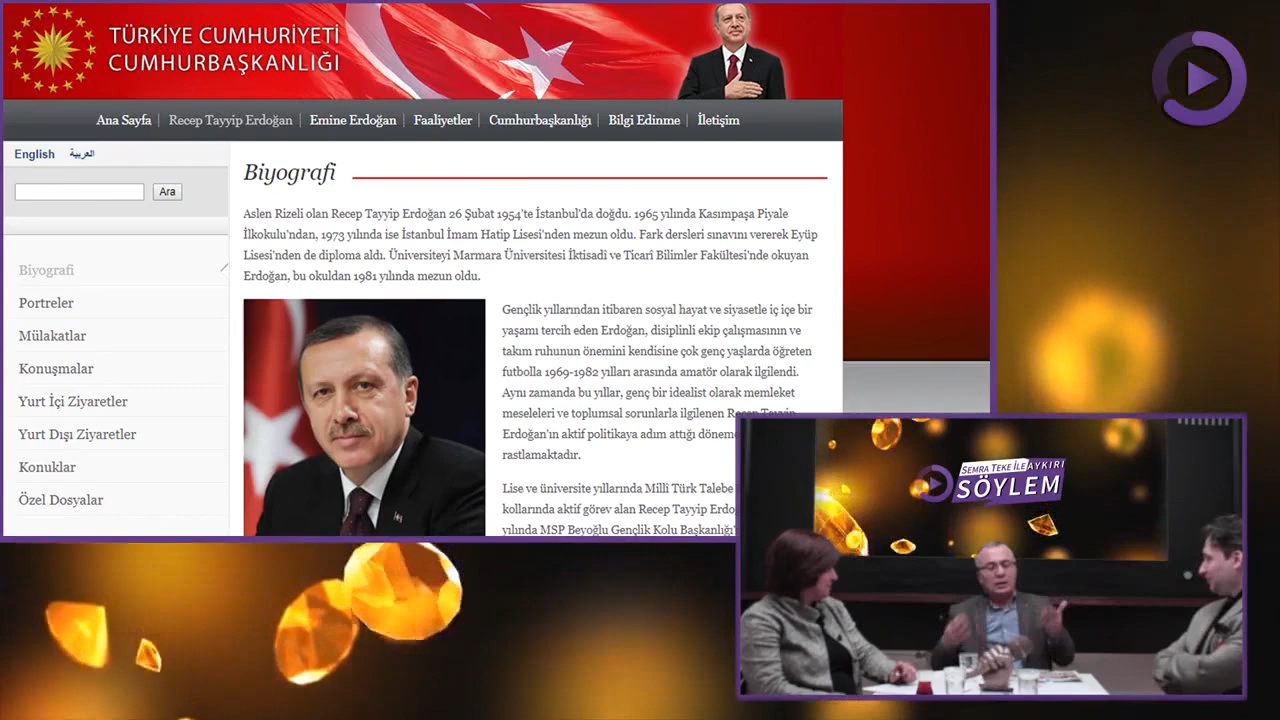 TÜRKİYE CUMHURİYETİ
CUMHURBAŞKANLIĞI
Ana Sayfa | Recep Tayyip Erdoğan | Emine Erdoğan | Faaliyetler | Cumhurbaşkanlığı | Bilgi Edinme | İletişim
English العربية
Ara
Biyografi
Portreler
Mülakatlar
Konuşmalar
Yurt İçi Ziyaretler
Yurt Dışı Ziyaretler
Konuklar
Özel Dosyalar
Biyografi
Aslen Rizeli olan Recep Tayyip Erdoğan 26 Şubat 1954'te İstanbul'da doğdu. 1965 yılında Kasımpaşa Piyale
İlkokulu'ndan, 1973 yılında ise İstanbul İmam Hatip Lisesi'nden mezun oldu. Fark dersleri sınavını vererek Eyüp
Lisesi'nden de diploma aldı. Üniversiteyi Marmara Üniversitesi İktisadî ve Ticarî Bilimler Fakültesi'nde okuyan
Erdoğan, bu okuldan 1981 yılında mezun oldu.
Gençlik yıllarından itibaren sosyal hayat ve siyasetle iç içe bir
yaşamı tercih eden Erdoğan, disiplinli ekip çalışmasının ve
takım ruhunun önemini kendisine çok genç yaşlarda öğreten
futbolla 1969-1982 yılları arasında amatör olarak ilgilendi.
Aynı zamanda bu yıllar, genç bir idealist olarak memleket
meseleleri ve toplumsal sorunlarla ilgilenen Recep Tayyip
Erdoğan'ın aktif politikaya adım attığı döneme
rastlamaktadır.
Lise ve üniversite yıllarında Millî Türk Talebe
kollarında aktif görev alan Recep Tayyip
yılında MSP Beyoğlu Gençlik Kolu Başkanlığı'
SEMRA TEKE İLE AYKIRI
SÖYLEM